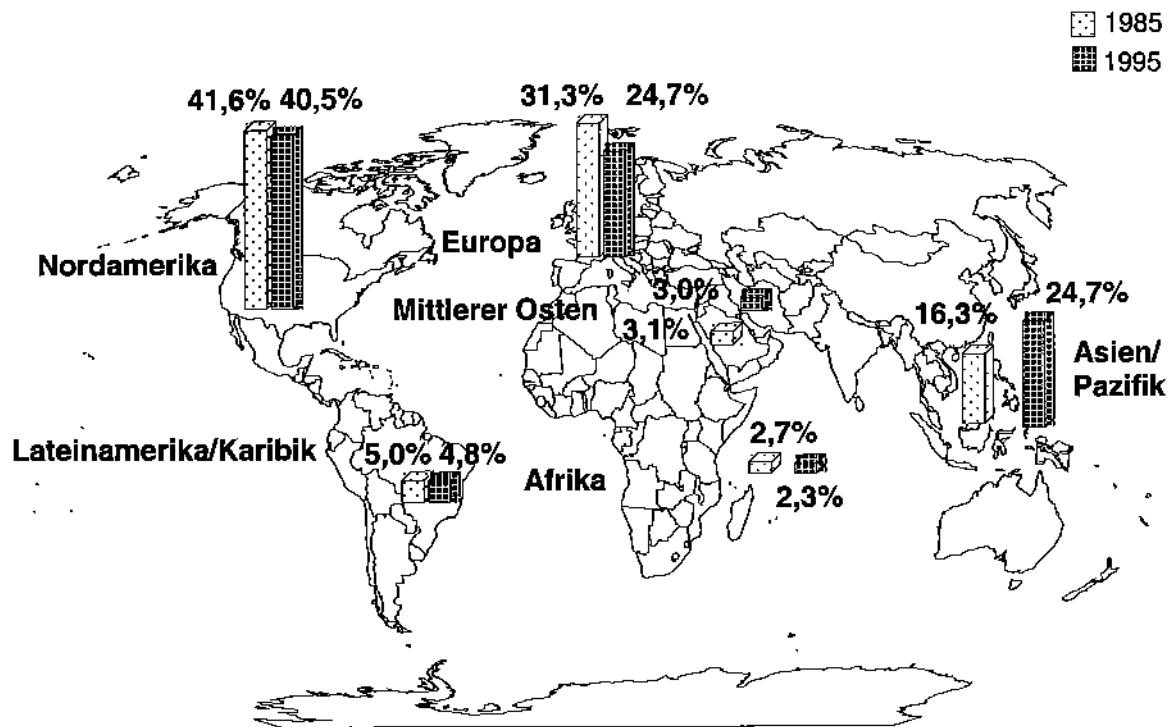 1985
1995
41,6% 40,5%
31,3% 24,7%
Nordamerika
Europa
Mittlerer Osten
3,0%
3,1%
16,3%
24,7%
Asien/
Pazifik
Lateinamerika/Karibik
5,0% 4,8%
Afrika
2,7%
2,3%